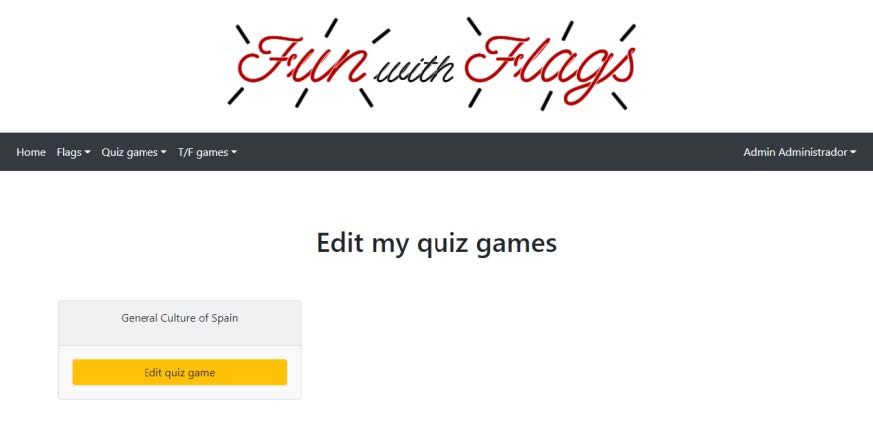 Fun with Flags
Home Flags Quiz games T/F games Admin Administrador
Edit my quiz games
General Culture of Spain
Edit quiz game